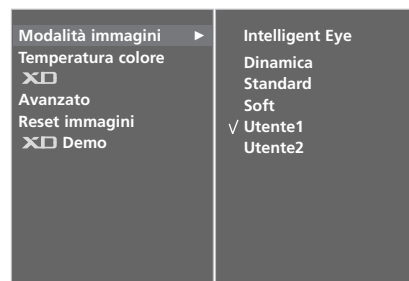 Modalità immagini ►
Temperatura colore
XD
Avanzato
Reset immagini
XD Demo
Intelligent Eye
Dinamica
Standard
Soft
√ Utente1
Utente2